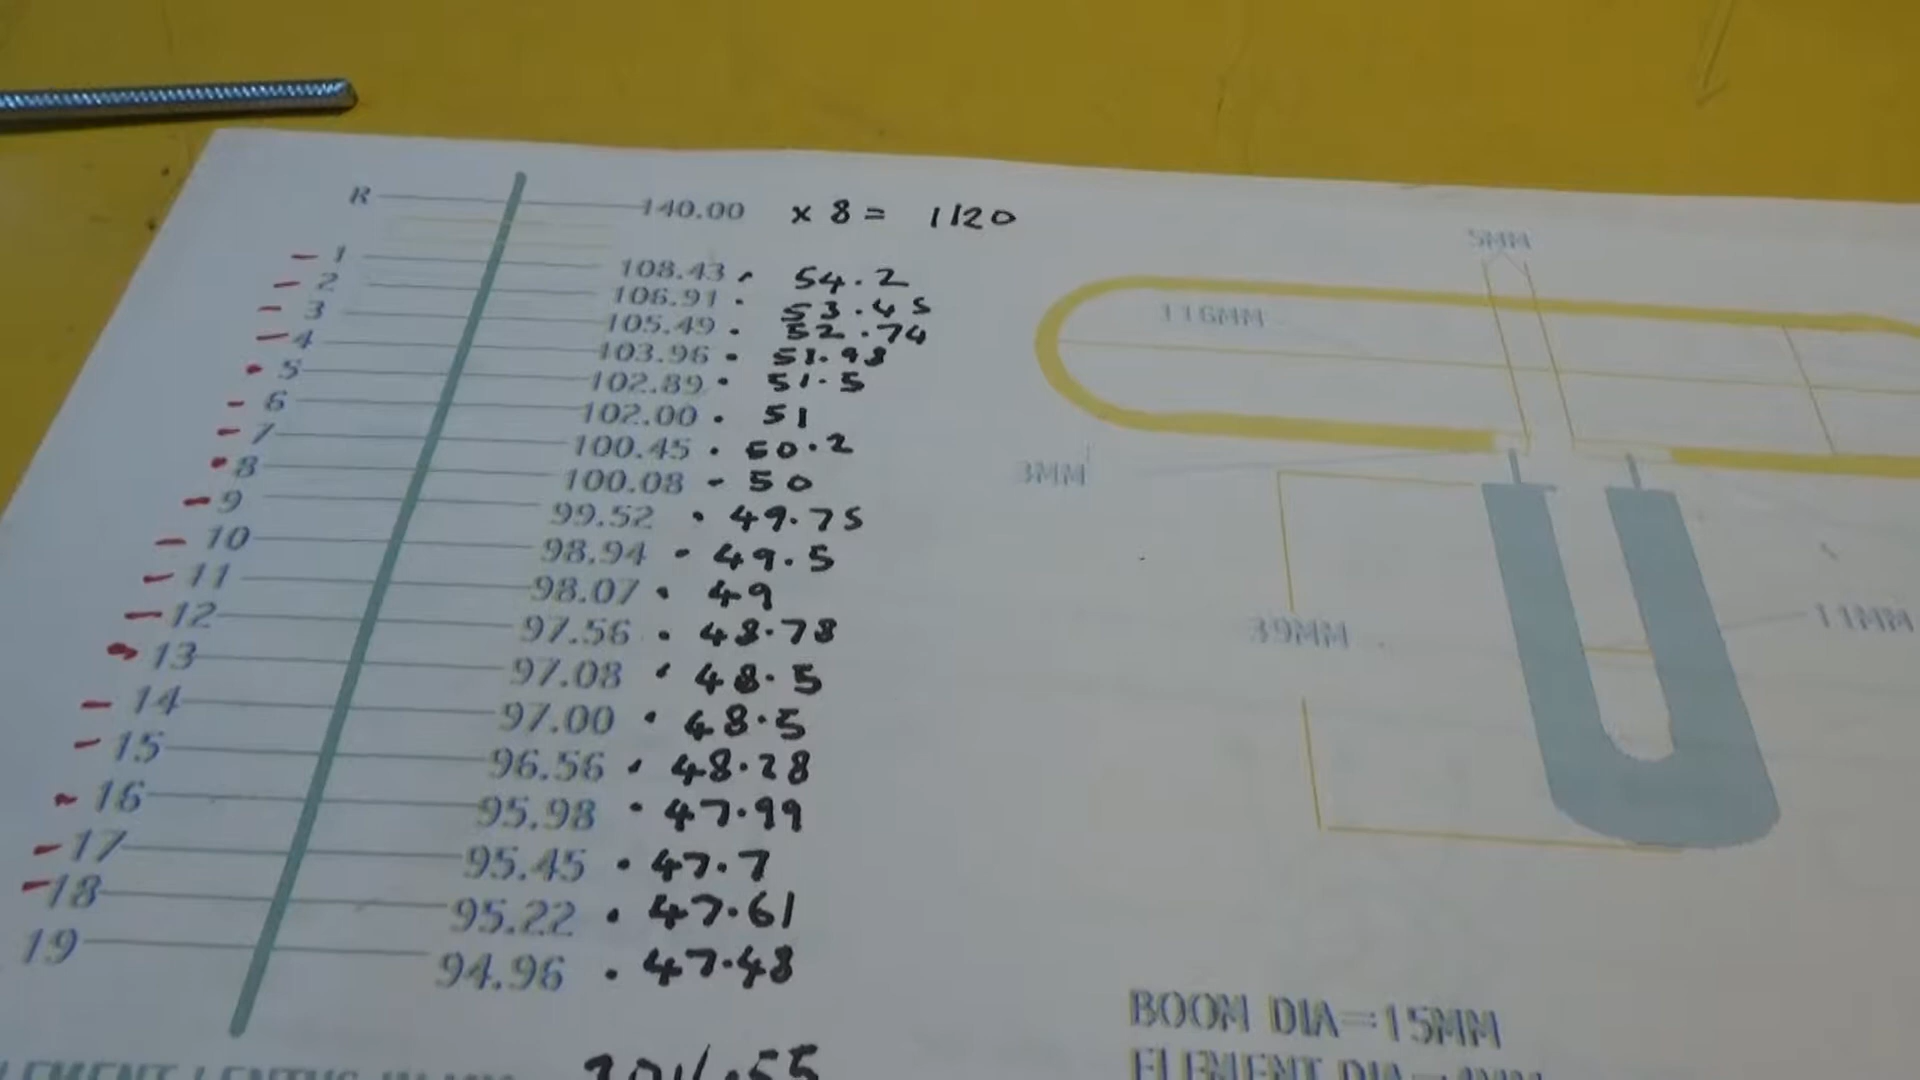 R 140.00 x 8 = 1120
- 1 108.43 . 54.2
- 2 106.91 . 53.45
- 3 105.49 . 52.74
- 4 103.96 . 51.98
- 5 102.89 . 51.5
- 6 102.00 . 51
- 7 100.45 . 50.2
- 8 100.08 - 50
- 9 99.52 . 49.75
- 10 98.94 - 49.5
- 11 98.07 . 49
- 12 97.56 . 48.78
- 13 97.08 . 48.5
- 14 97.00 . 48.5
- 15 96.56 . 48.28
- 16 95.98 . 47.99
- 17 95.45 . 47.7
- 18 95.22 . 47.61
19 94.96 . 47.48
5MM
116MM
3MM
39MM
11MM
BOOM DIA=15MM
ELEMENT DIA=4MM